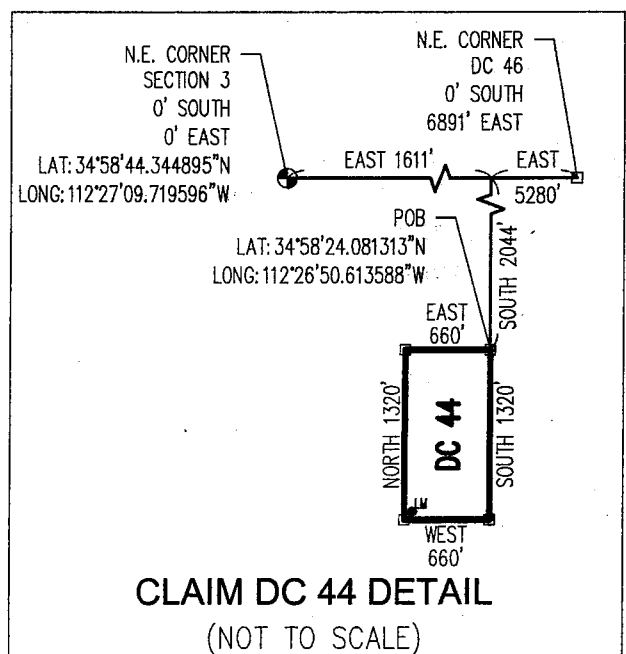 N.E. CORNER
SECTION 3
0' SOUTH
0' EAST
LAT: 34°58'44.344895"N
LONG: 112°27'09.719596"W
N.E. CORNER
DC 46
0' SOUTH
6891' EAST
EAST 1611'
EAST
5280'
POB
LAT: 34°58'24.081313"N
LONG: 112°26'50.613588"W
SOUTH 2044'
EAST
660'
NORTH 1320'
DC 44
SOUTH 1320'
LM
WEST
660'
CLAIM DC 44 DETAIL
(NOT TO SCALE)